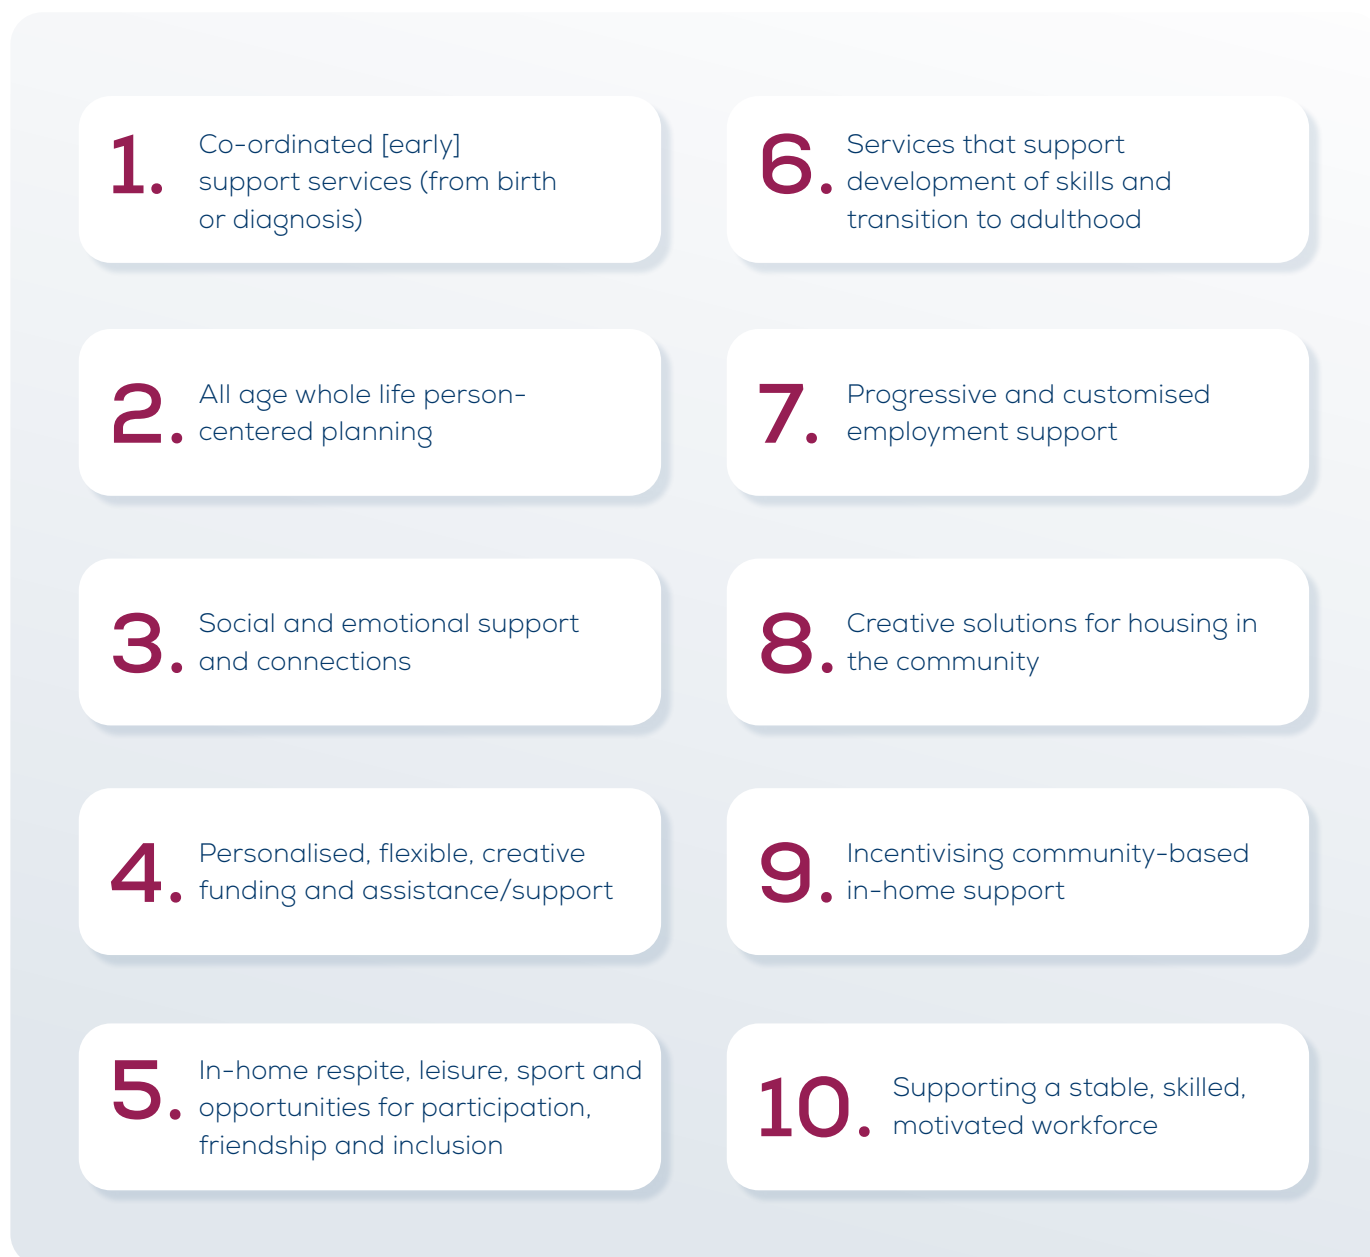 1.
Co-ordinated [early]
support services (from birth
or diagnosis)
2.
All age whole life person-
centered planning
3.
Social and emotional support
and connections
4.
Personalised, flexible, creative
funding and assistance/support
5.
In-home respite, leisure, sport and
opportunities for participation,
friendship and inclusion
6.
Services that support
development of skills and
transition to adulthood
7.
Progressive and customised
employment support
8.
Creative solutions for housing in
the community
9.
Incentivising community-based
in-home support
10.
Supporting a stable, skilled,
motivated workforce